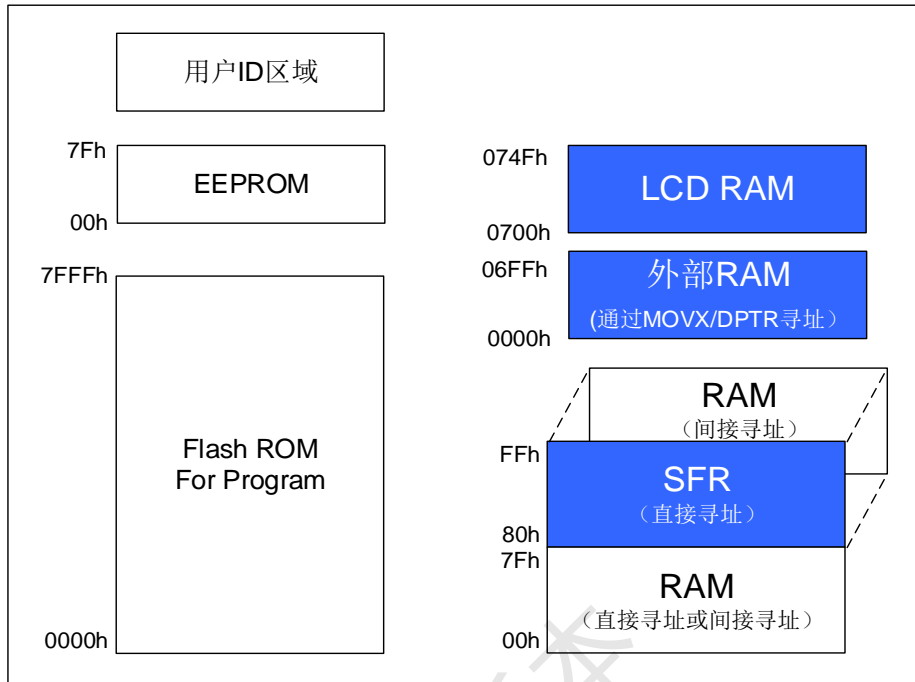 用户ID区域
7Fh
EEPROM
00h
7FFFh
Flash ROM
For Program
0000h
074Fh
LCD RAM
0700h
06FFh
外部RAM
(通过MOVX/DPTR寻址）
0000h
RAM
（间接寻址）
FFh
SFR
（直接寻址）
80h
7Fh
RAM
（直接寻址或间接寻址）
00h
本